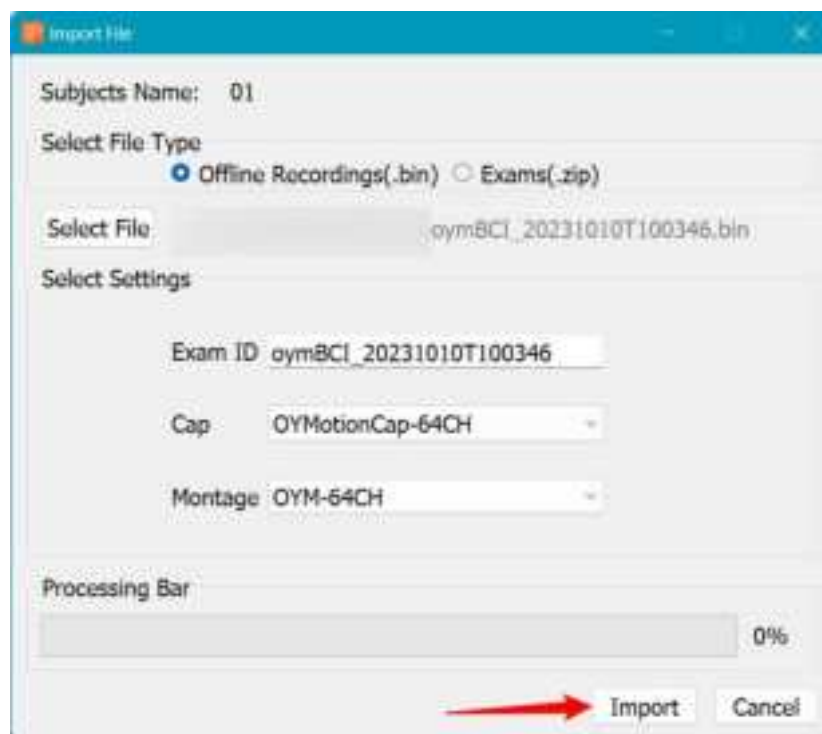 Import File
Subjects Name: 01
Select File Type
Offline Recordings(.bin) Exams(.zip)
Select File oymBCI_20231010T100346.bin
Select Settings
Exam ID oymBCI_20231010T100346
Cap OYMotionCap-64CH
Montage OYM-64CH
Processing Bar
0%
Import Cancel